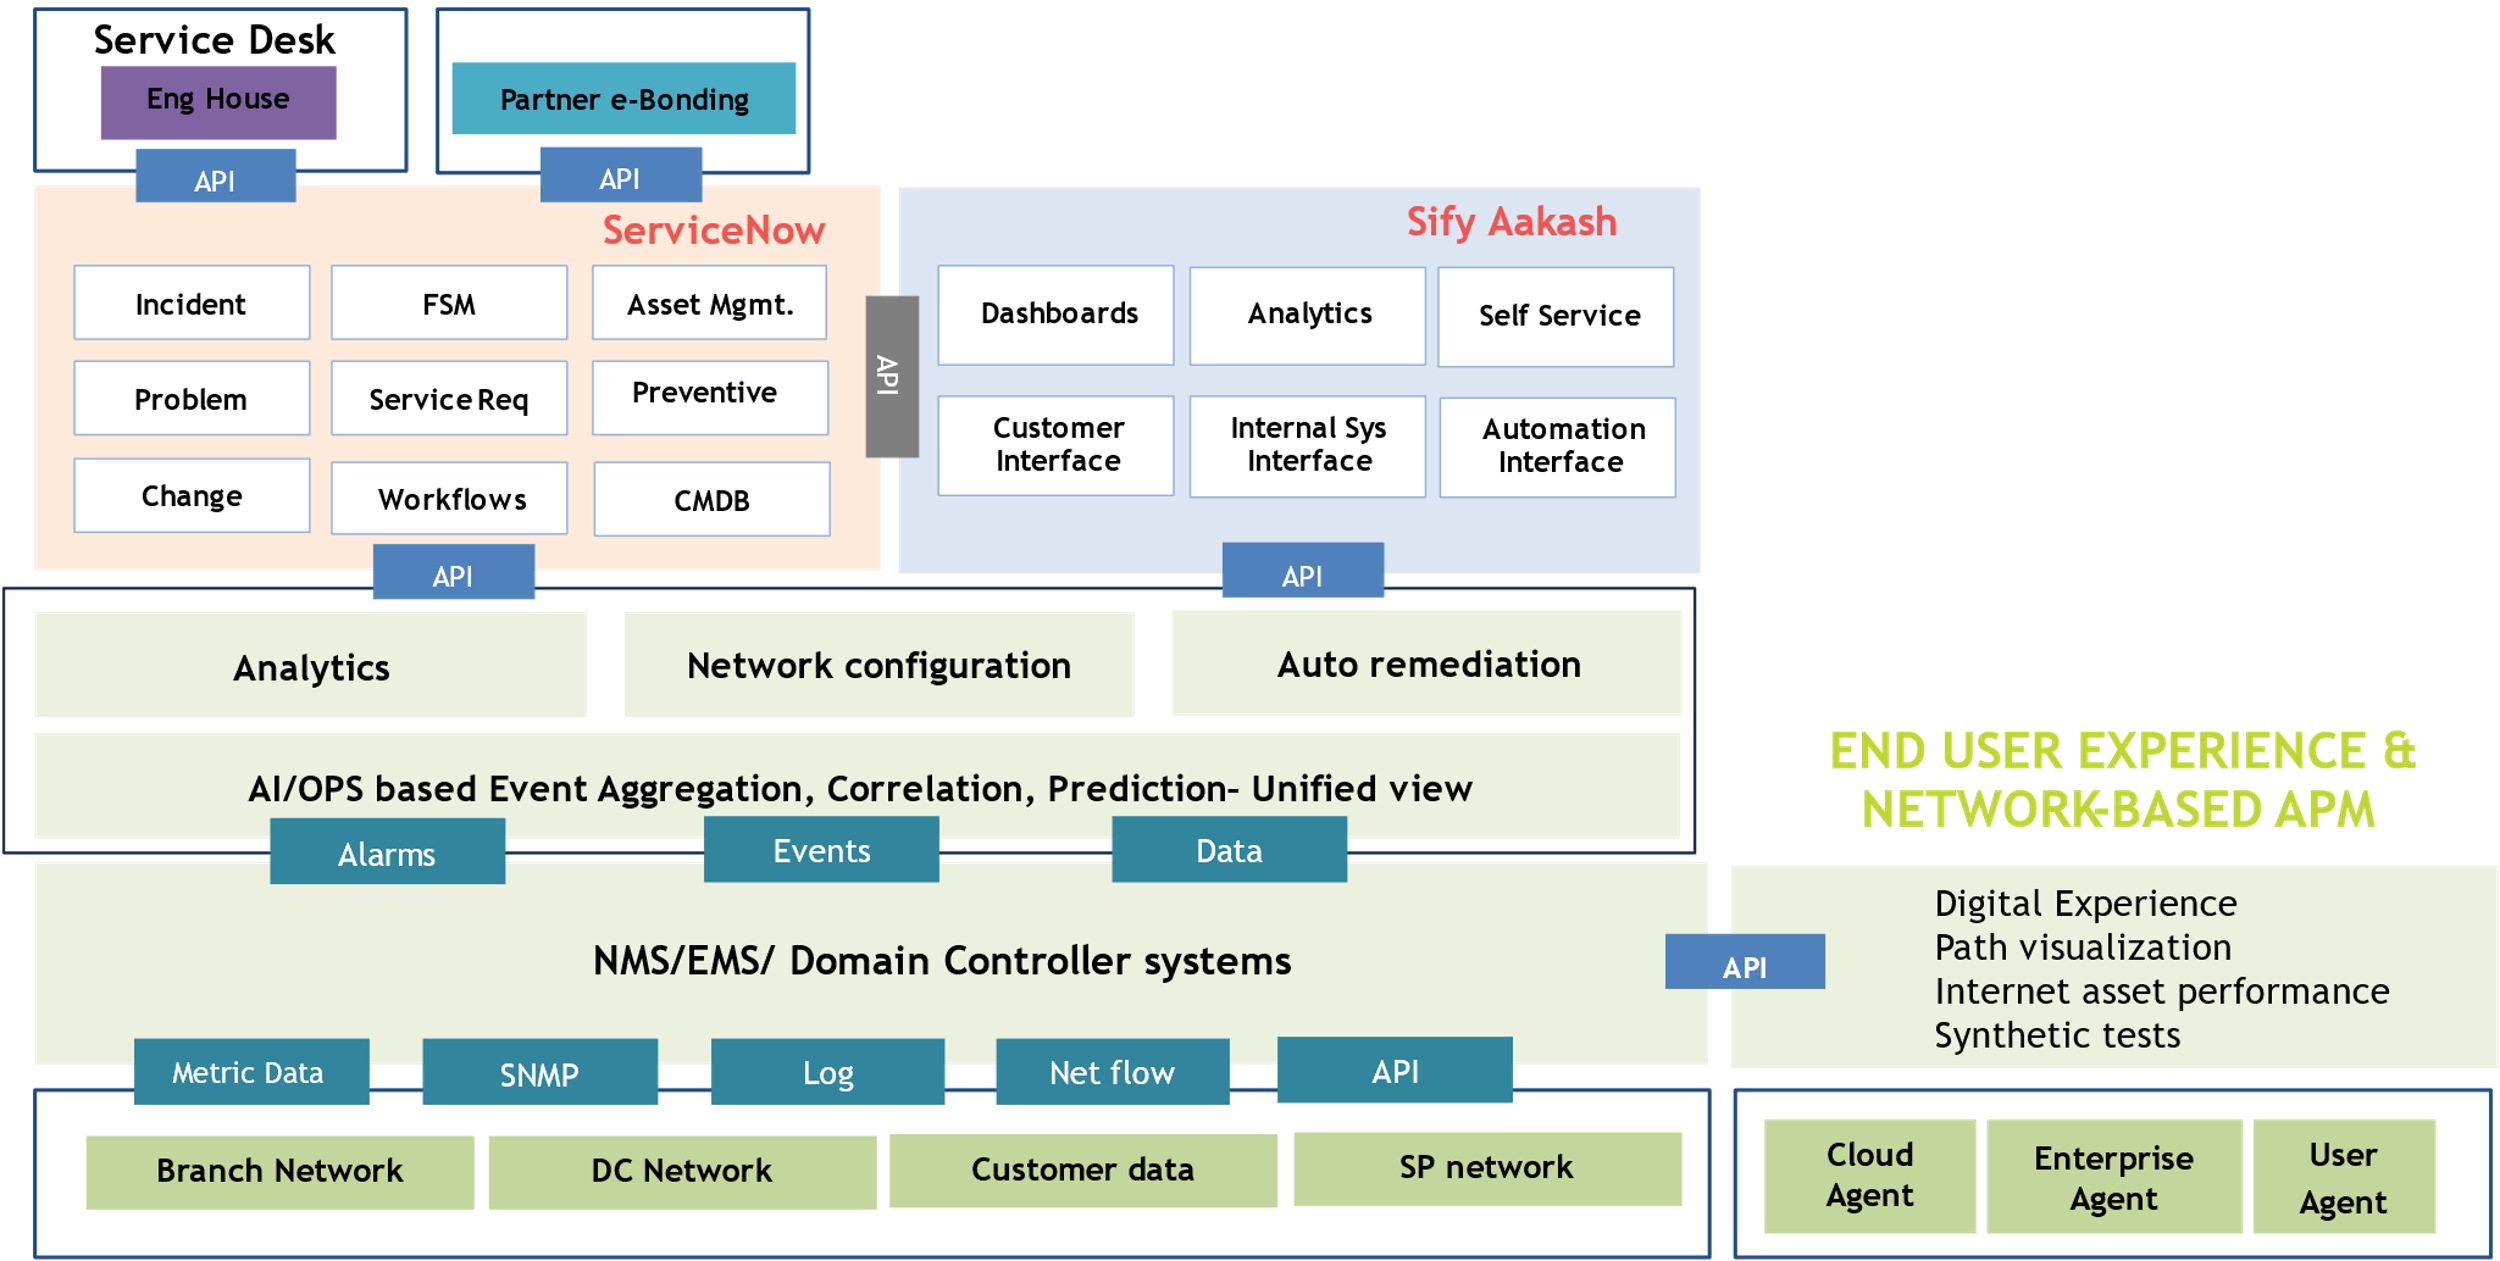 Service Desk
Eng House
API
Partner e-Bonding
API
ServiceNow
Incident
FSM
Asset Mgmt.
Problem
Service Req
Preventive
Change
Workflows
CMDB
API
API
Sify Aakash
Dashboards
Analytics
Self Service
Customer
Interface
Internal Sys
Interface
Automation
Interface
API
Analytics
Network configuration
Auto remediation
AI/OPS based Event Aggregation, Correlation, Prediction- Unified view
Alarms
Events
Data
NMS/EMS/ Domain Controller systems
API
END USER EXPERIENCE &
NETWORK-BASED APM
Digital Experience
Path visualization
Internet asset performance
Synthetic tests
Metric Data
SNMP
Log
Net flow
API
Branch Network
DC Network
Customer data
SP network
Cloud
Agent
Enterprise
Agent
User
Agent